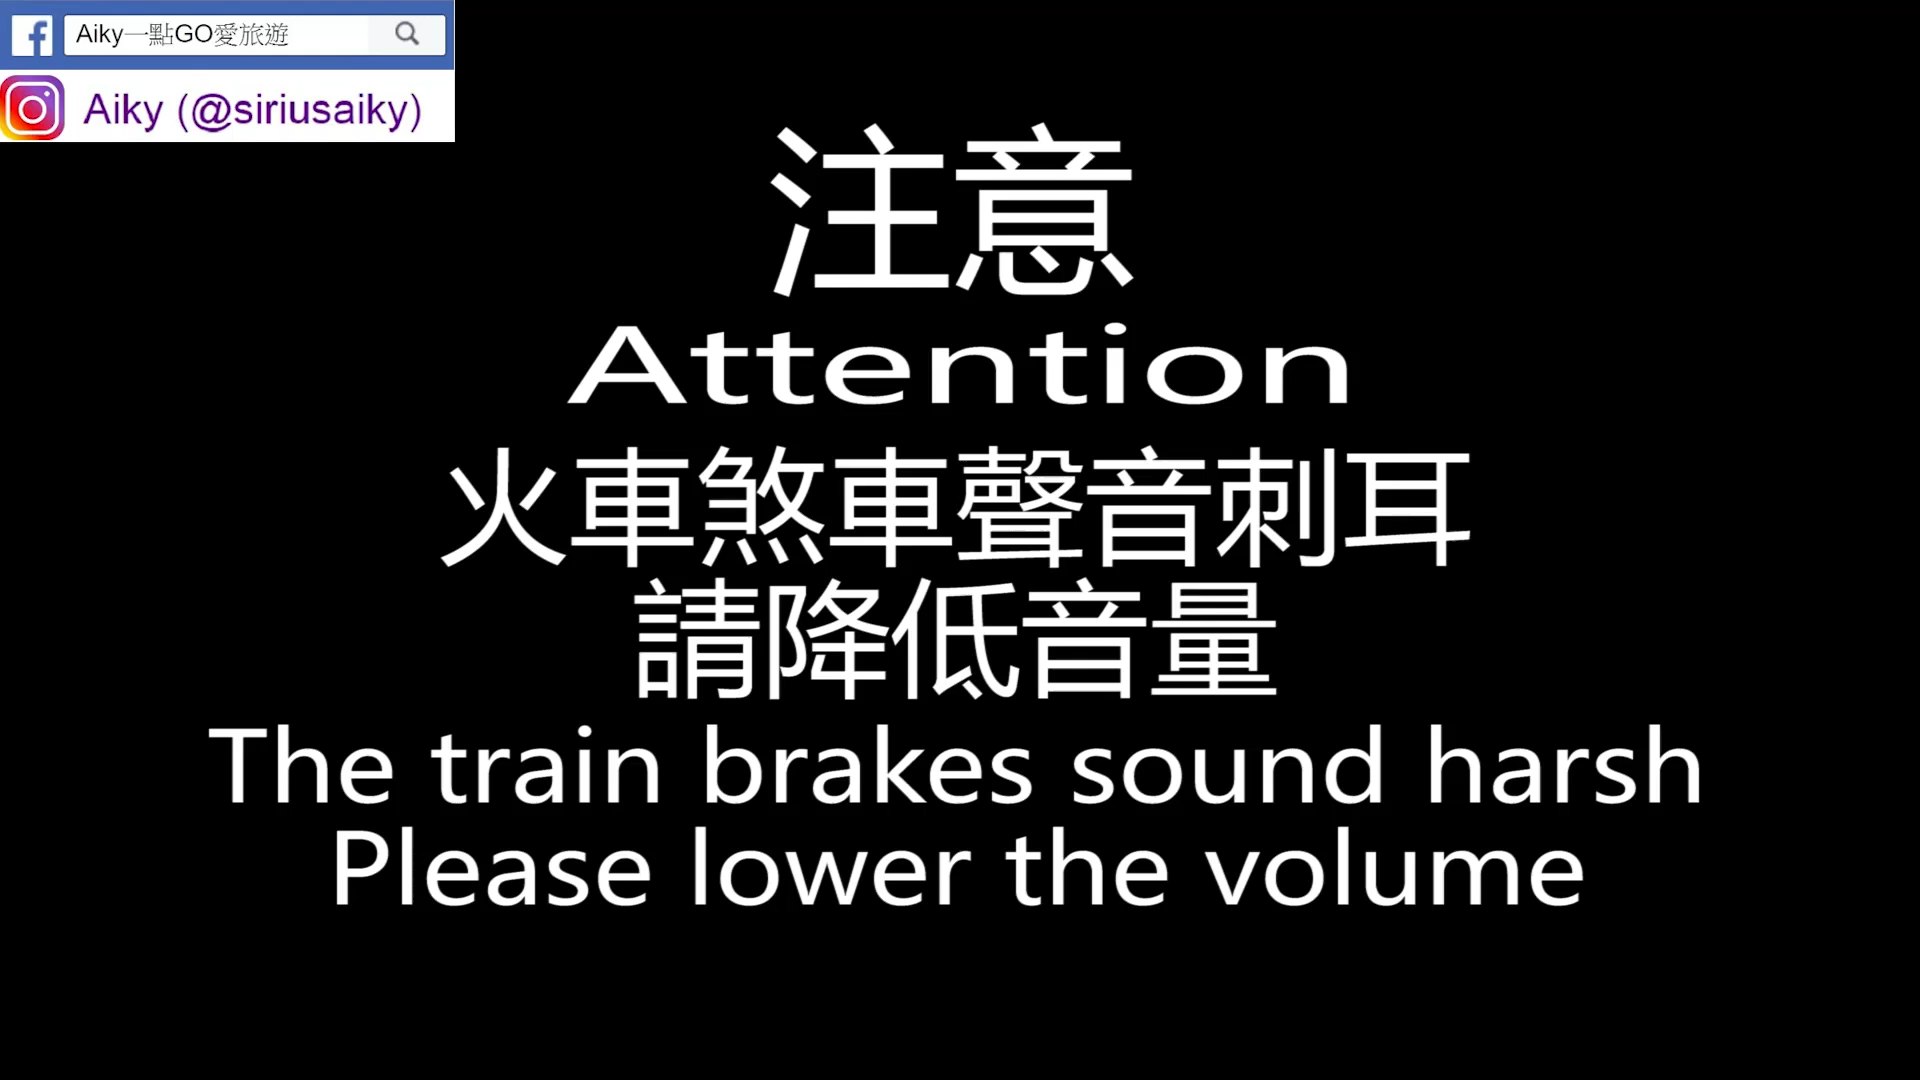 Aiky一點GO愛旅遊
Aiky (@siriusaiky)
注意
Attention
火車煞車聲音刺耳
請降低音量
The train brakes sound harsh
Please lower the volume